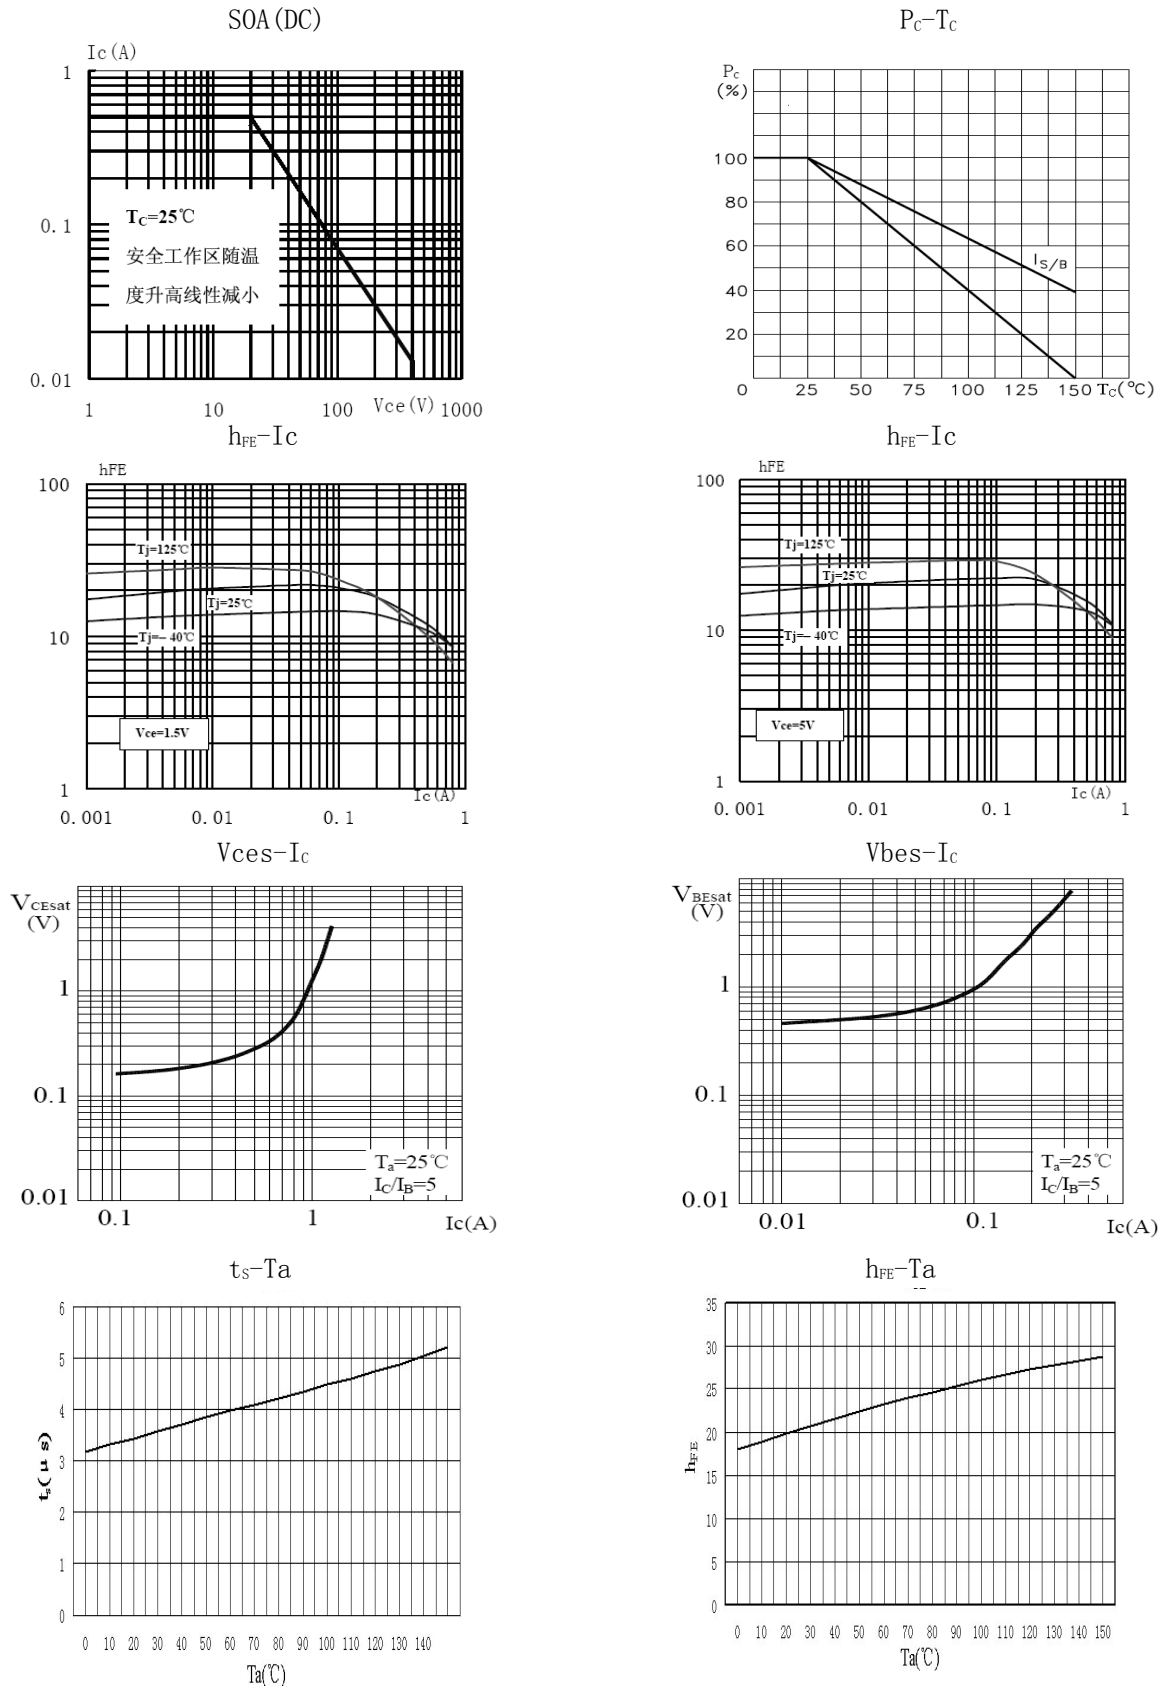 SOA(DC)
Ic(A)
1
0.1
0.01
TC=25℃
安全工作区随温
度升高线性减小
1 10 100 Vce(V) 1000
PC-TC
PC
(%)
100
80
60
40
20
IS/B
0 25 50 75 100 125 150 TC(℃)
hFE-Ic
hFE
100
10
1
Tj=125℃
Tj=25℃
Tj=- 40℃
Vce=1.5V
Ic(A)
0.001 0.01 0.1 1
hFE-Ic
hFE
100
10
1
Tj=125℃
Tj=25℃
Tj=- 40℃
Vce=5V
Ic(A)
0.001 0.01 0.1 1
Vces-IC
VCEsat
(V)
1
0.1
0.01
Ta=25℃
IC/IB=5
0.1 1 Ic(A)
Vbes-IC
VBEsat
(V)
1
0.1
0.01
Ta=25℃
IC/IB=5
0.01 0.1 Ic(A)
tS-Ta
6
5
4
3
2
1
0
ts(μ s)
0 10 20 30 40 50 60 70 80 90 100 110 120 130 140
Ta(℃)
hFE-Ta
35
30
25
20
15
10
5
0
hFE
0 10 20 30 40 50 60 70 80 90 100 110 120 130 140 150
Ta(℃)